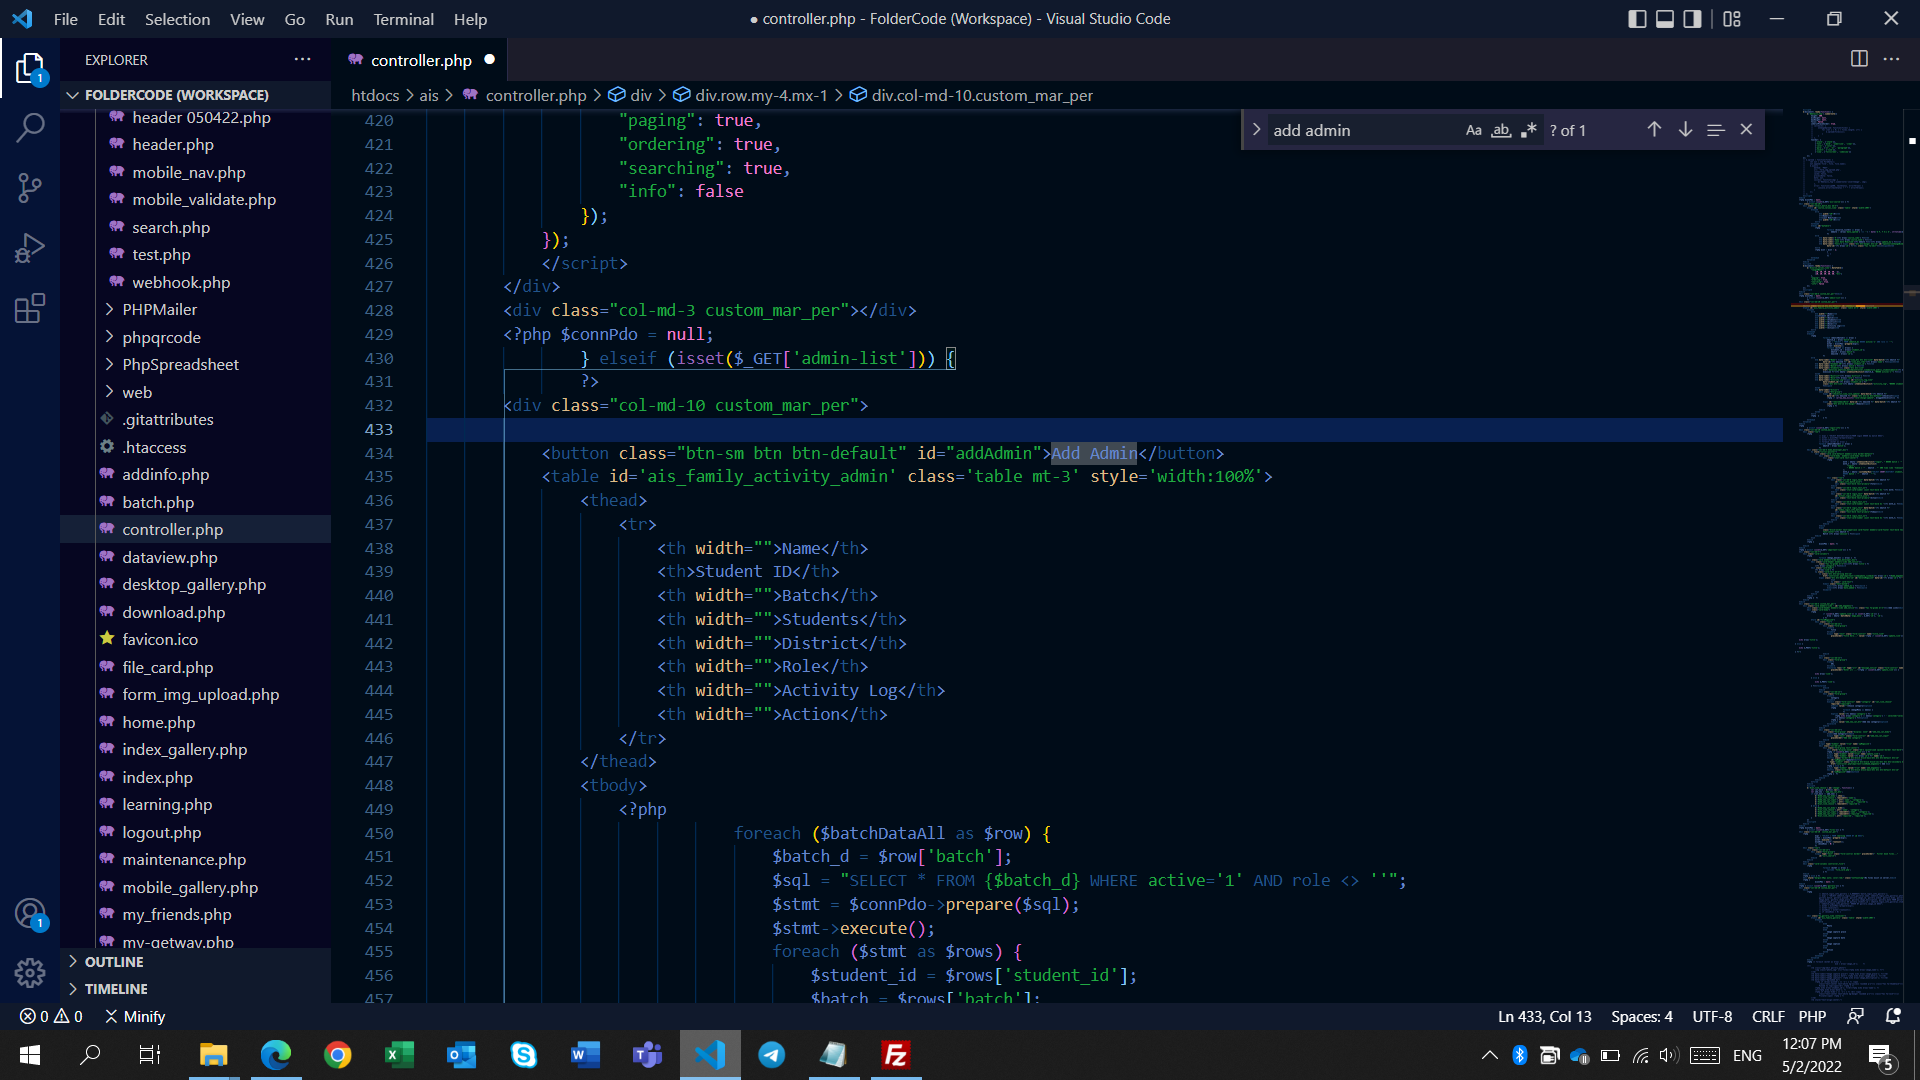 File Edit Selection View Go Run Terminal Help
● controller.php - FolderCode (Workspace) - Visual Studio Code
EXPLORER
controller.php
1
FOLDERCODE (WORKSPACE)
htdocs > ais > controller.php > div > div.row.my-4.mx-1 > div.col-md-10.custom_mar_per
header 050422.php
header.php
mobile_nav.php
mobile_validate.php
search.php
test.php
webhook.php
PHPMailer
phpqrcode
PhpSpreadsheet
web
.gitattributes
.htaccess
addinfo.php
batch.php
controller.php
dataview.php
desktop_gallery.php
download.php
favicon.ico
file_card.php
form_img_upload.php
home.php
index_gallery.php
index.php
learning.php
logout.php
maintenance.php
mobile_gallery.php
my_friends.php
my-getway.php
OUTLINE
TIMELINE
1
add admin
Aa ab .* ? of 1
420 "paging": true,
421 "ordering": true,
422 "searching": true,
423 "info": false
424 });
425 });
426 </script>
427 </div>
428 <div class="col-md-3 custom_mar_per"></div>
429 <?php $connPdo = null;
430 } elseif (isset($_GET['admin-list'])) {
431 ?>
432 <div class="col-md-10 custom_mar_per">
433
434 <button class="btn-sm btn btn-default" id="addAdmin">Add Admin</button>
435 <table id='ais_family_activity_admin' class='table mt-3' style='width:100%'>
436 <thead>
437 <tr>
438 <th width="">Name</th>
439 <th>Student ID</th>
440 <th width="">Batch</th>
441 <th width="">Students</th>
442 <th width="">District</th>
443 <th width="">Role</th>
444 <th width="">Activity Log</th>
445 <th width="">Action</th>
446 </tr>
447 </thead>
448 <tbody>
449 <?php
450 foreach ($batchDataAll as $row) {
451 $batch_d = $row['batch'];
452 $sql = "SELECT * FROM {$batch_d} WHERE active='1' AND role <> ''";
453 $stmt = $connPdo->prepare($sql);
454 $stmt->execute();
455 foreach ($stmt as $rows) {
456 $student_id = $rows['student_id'];
457 $batch = $rows['batch'];
0 0 Minify
Ln 433, Col 13 Spaces: 4 UTF-8 CRLF PHP
ENG
12:07 PM
5/2/2022
5